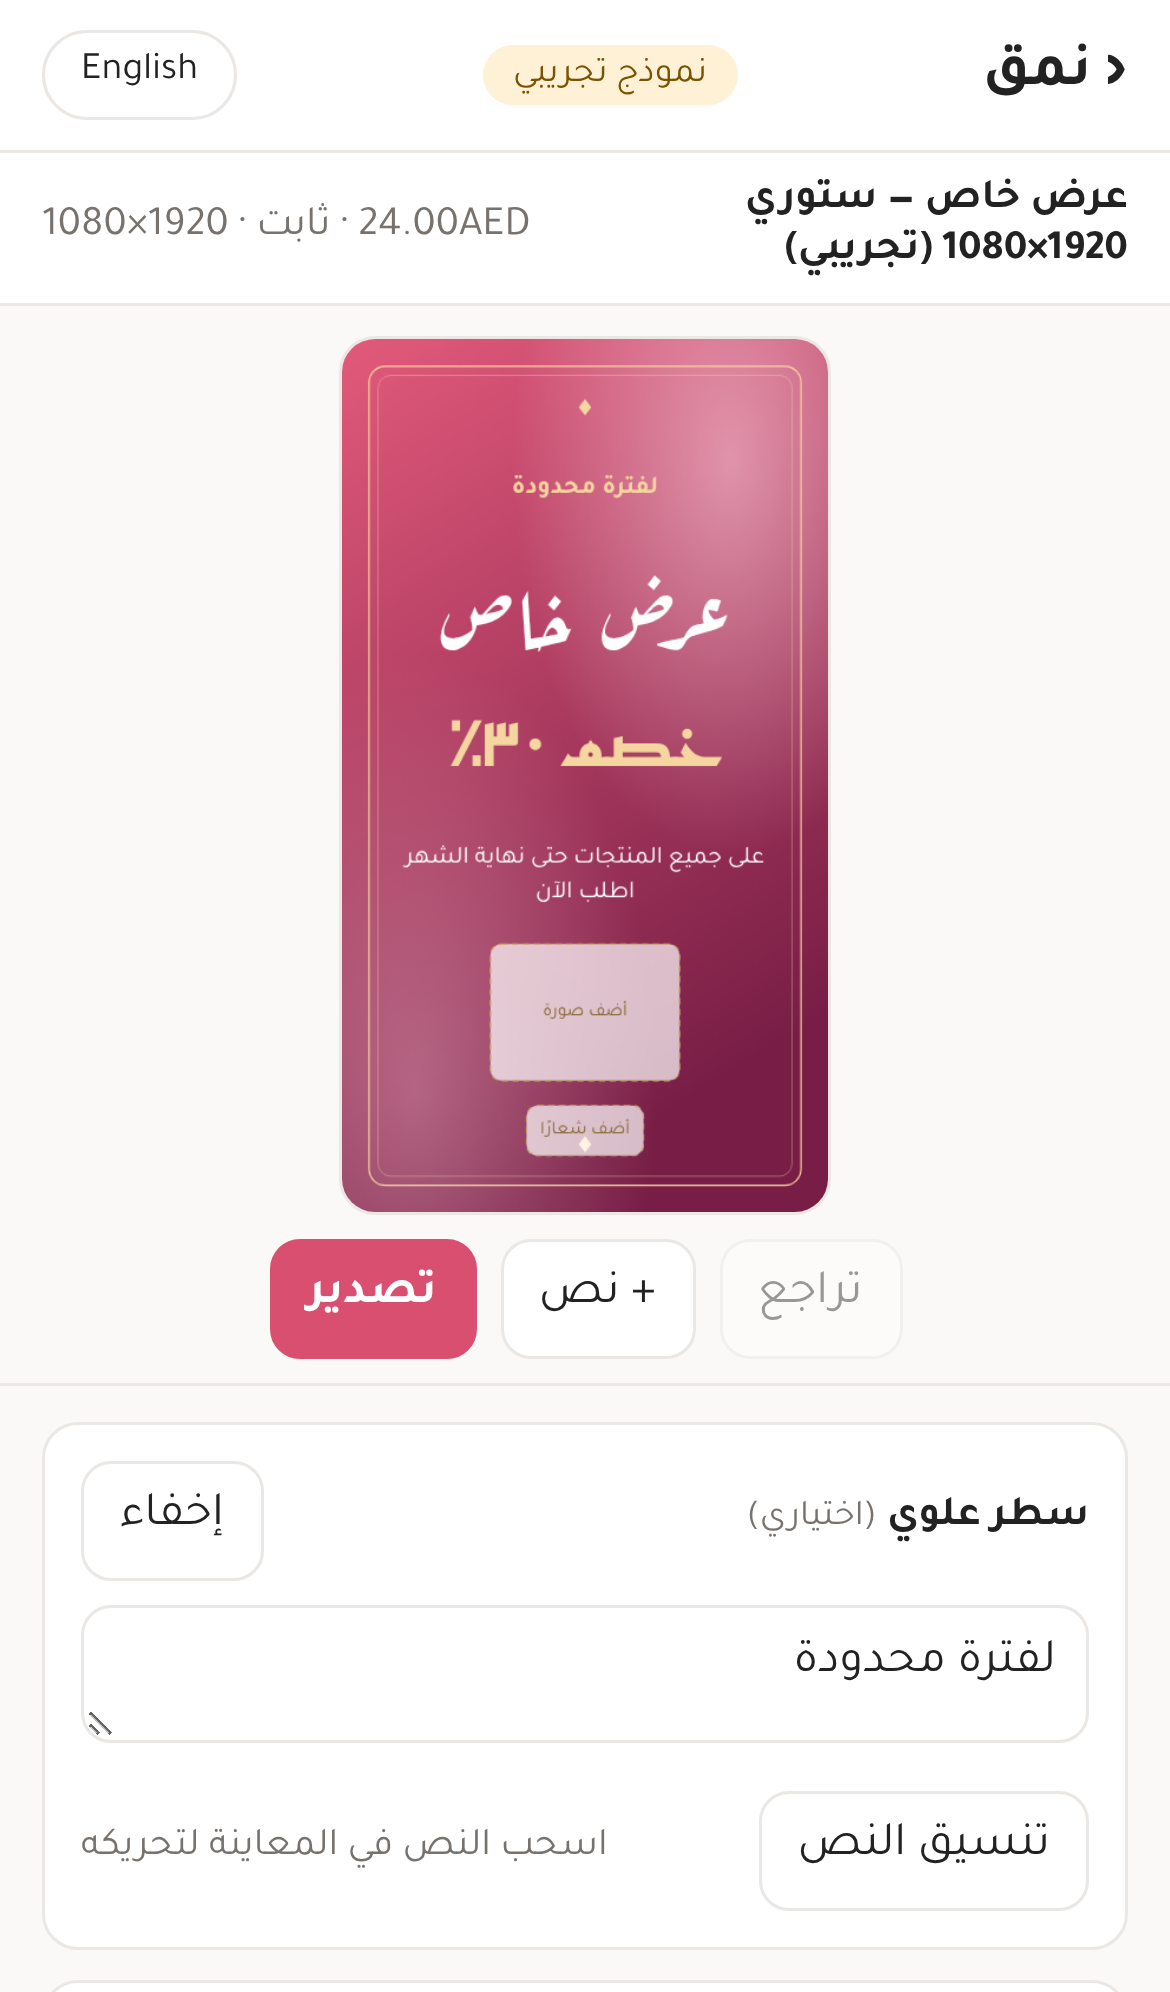 ‹ نمق
نموذج تجريبي
English
عرض خاص – ستوري
1080×1920 (تجريبي)
24.00AED · ثابت · 1080×1920
♦
لفترة محدودة
عرض خاص
خصم ٣٠٪
على جميع المنتجات حتى نهاية الشهر
اطلب الآن
أضف صورة
أضف شعارًا
♦
تراجع
+ نص
تصدير
سطر علوي (اختياري)
إخفاء
لفترة محدودة
تنسيق النص
اسحب النص في المعاينة لتحريكه